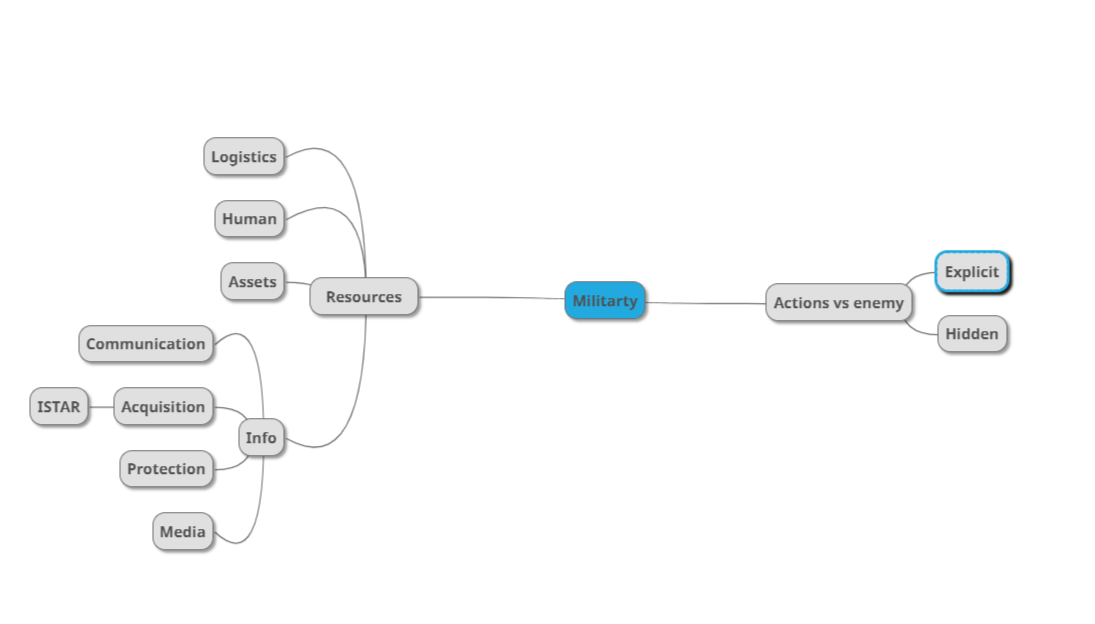 Logistics
Human
Assets
Resources
Communication
ISTAR
Acquisition
Info
Protection
Media
Militarty
Actions vs enemy
Explicit
Hidden